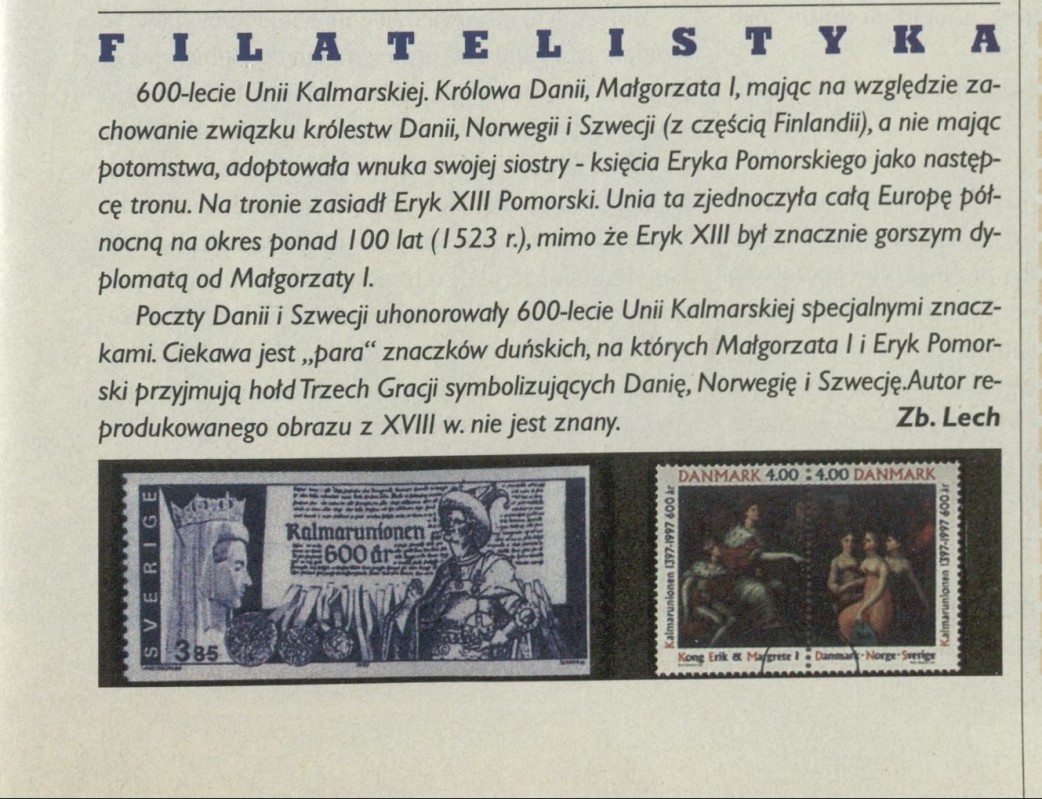 FILATELISTYKA
600-lecie Unii Kalmarskiej. Królowa Danii, Małgorzata I, mając na względzie za-
chowanie związku królestw Danii, Norwegii i Szwecji (z częścią Finlandii), a nie mając
potomstwa, adoptowała wnuka swojej siostry - księcia Eryka Pomorskiego jako następ-
cę tronu. Na tronie zasiadł Eryk XIII Pomorski. Unia ta zjednoczyła całą Europę pół-
nocną na okres ponad 100 lat (1523 r.), mimo że Eryk XIII był znacznie gorszym dy-
plomatą od Małgorzaty I.
Poczty Danii i Szwecji uhonorowały 600-lecie Unii Kalmarskiej specjalnymi znacz-
kami. Ciekawa jest „para“ znaczków duńskich, na których Małgorzata I i Eryk Pomor-
ski przyjmują hołd Trzech Gracji symbolizujących Danię, Norwegię i Szwecję.Autor re-
produkowanego obrazu z XVIII w. nie jest znany.
Zb. Lech
SVERIGE
Kalmarunionen
600 år
385
DANMARK 4.00
4.00 DANMARK
Kalmarunionen 1397-1997 600 år
Kalmarunionen 1397-1997 600 år
Kong Erik & Margrete I
Danmark·Norge·Sverige